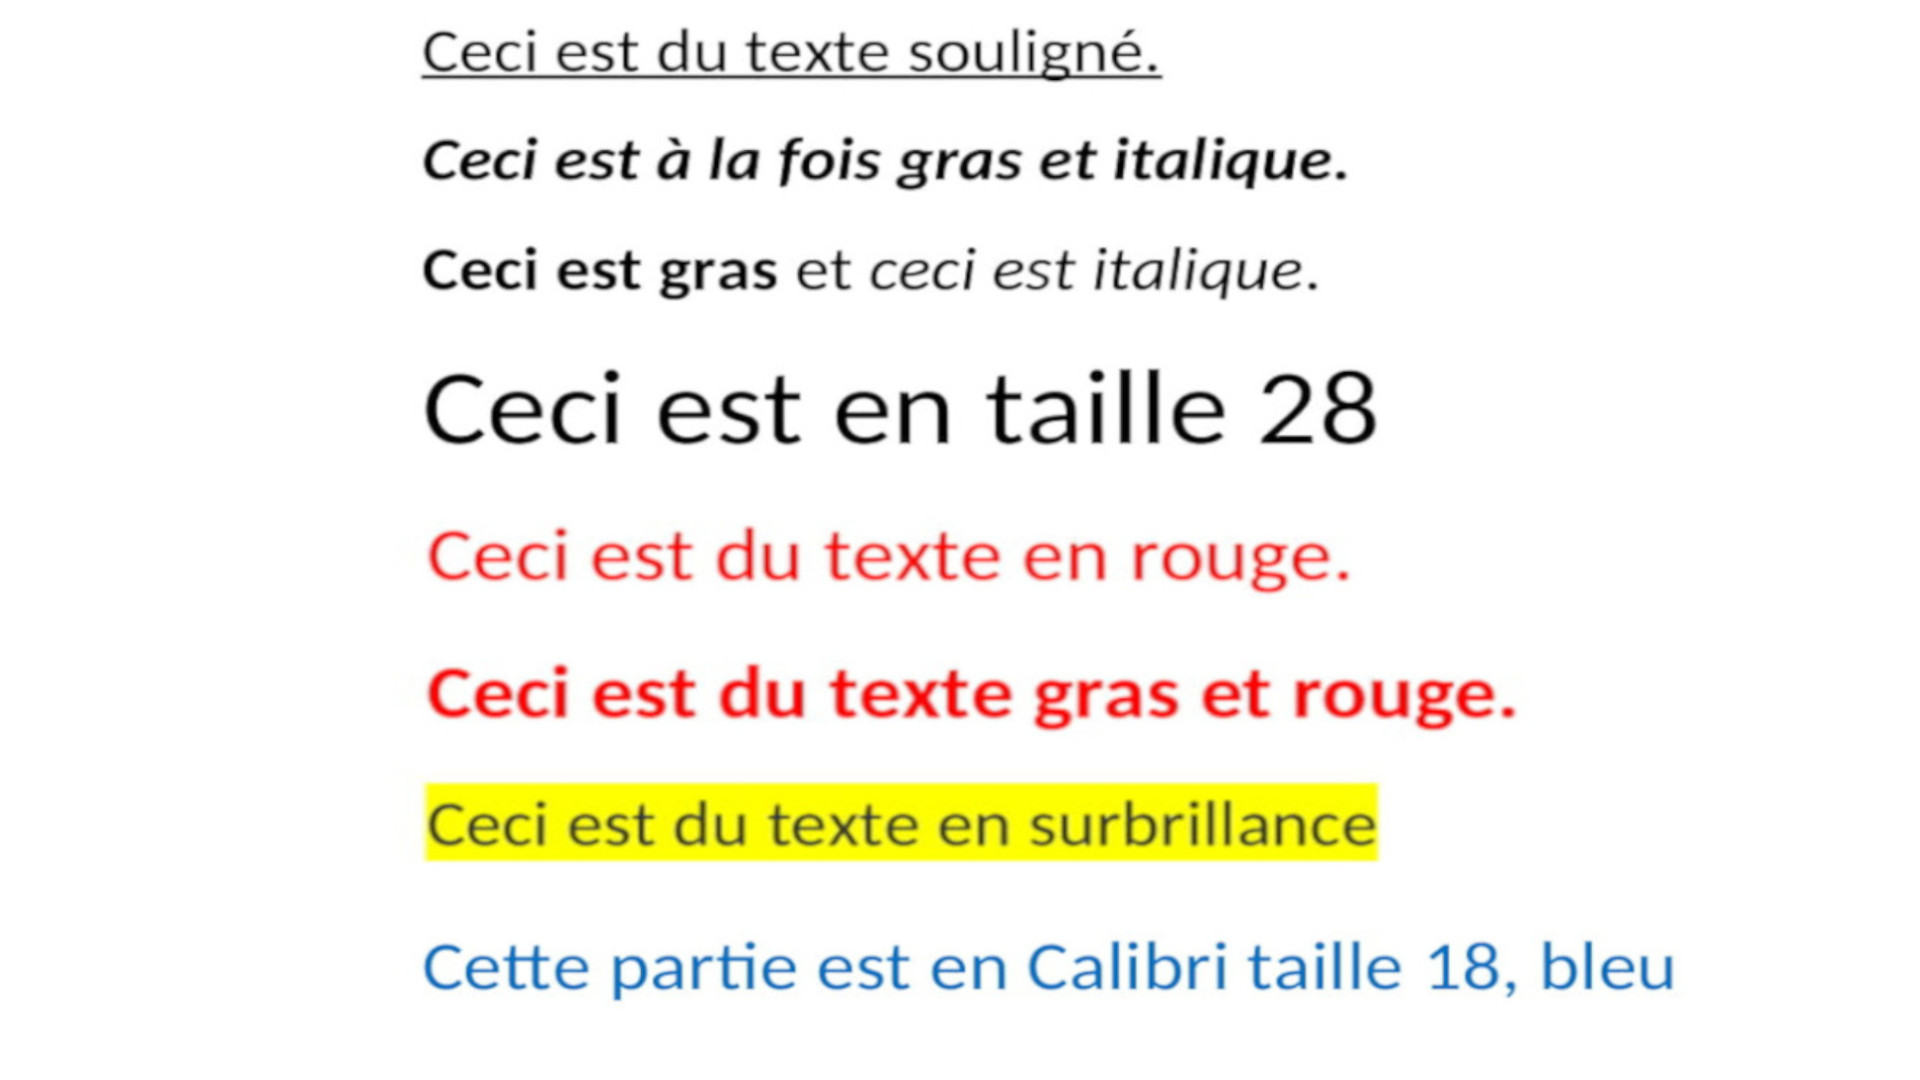 Ceci est du texte souligné.
Ceci est à la fois gras et italique.
Ceci est gras et ceci est italique.
Ceci est en taille 28
Ceci est du texte en rouge.
Ceci est du texte gras et rouge.
Ceci est du texte en surbrillance
Cette partie est en Calibri taille 18, bleu